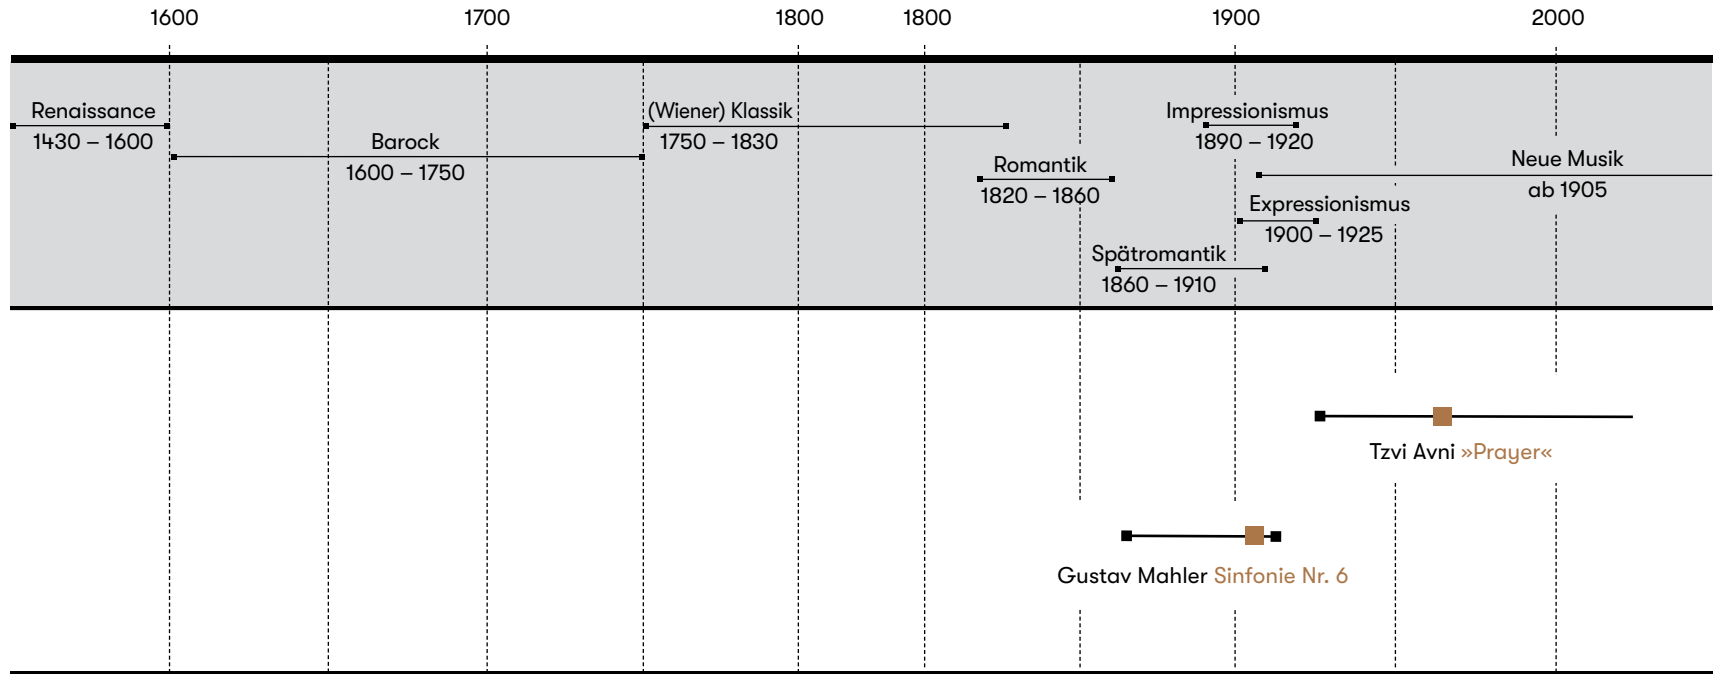 1600 1700 1800 1800 1900 2000
Renaissance
1430 – 1600
Barock
1600 – 1750
(Wiener) Klassik
1750 – 1830
Romantik
1820 – 1860
Impressionismus
1890 – 1920
Neue Musik
ab 1905
Expressionismus
1900 – 1925
Spätromantik
1860 – 1910
Tzvi Avni »Prayer«
Gustav Mahler Sinfonie Nr. 6